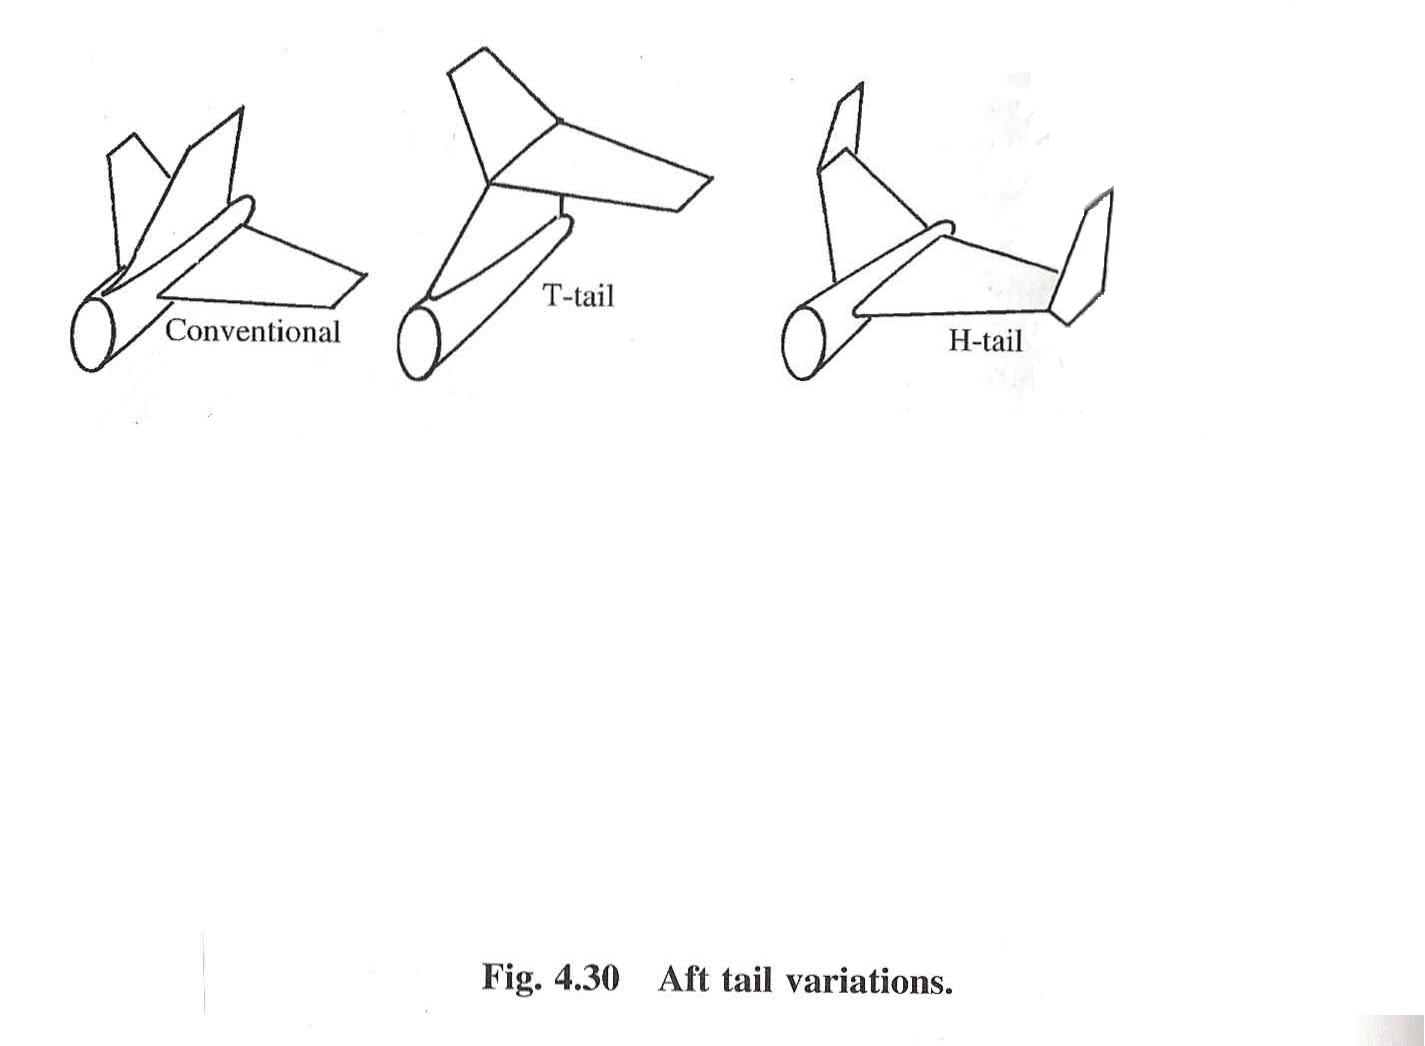 Conventional
T-tail
H-tail
Fig. 4.30 Aft tail variations.